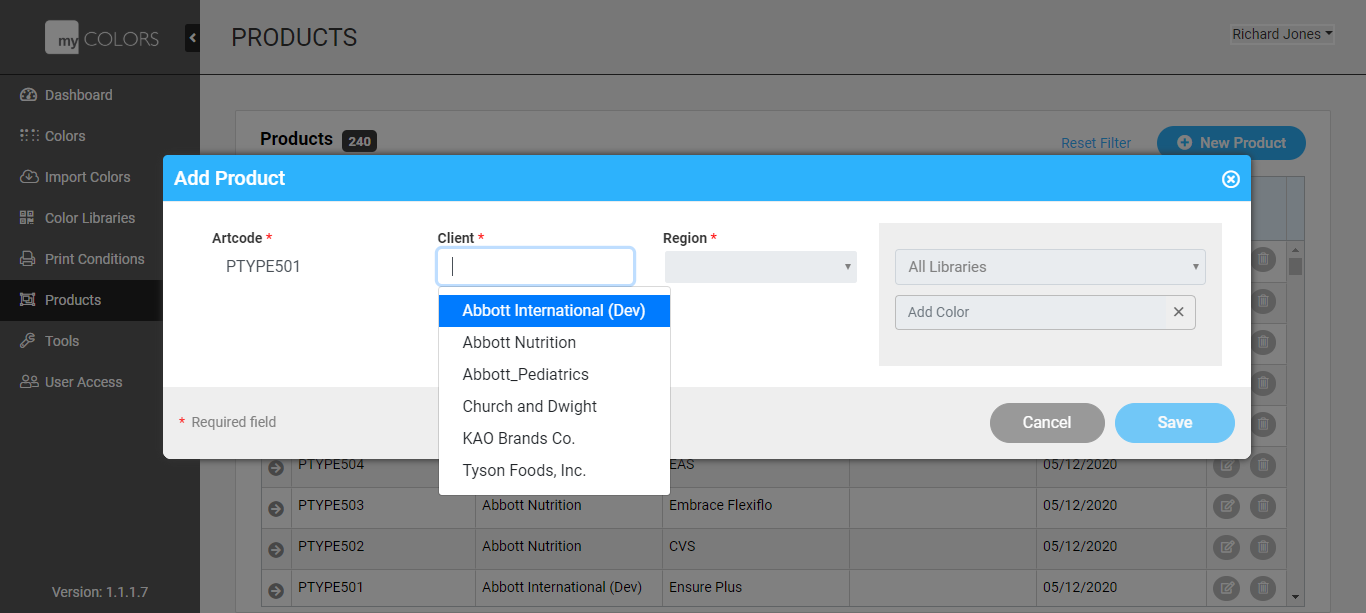 my COLORS
PRODUCTS
Richard Jones
Dashboard
Colors
Import Colors
Color Libraries
Print Conditions
Products
Tools
User Access
Version: 1.1.1.7
Products 240
Reset Filter
New Product
Add Product
Artcode *
PTYPE501
Client *
Region *
Abbott International (Dev)
Abbott Nutrition
Abbott_Pediatrics
Church and Dwight
KAO Brands Co.
Tyson Foods, Inc.
All Libraries
Add Color
* Required field
Cancel
Save
PTYPE504 EAS 05/12/2020
PTYPE503 Abbott Nutrition Embrace Flexiflo 05/12/2020
PTYPE502 Abbott Nutrition CVS 05/12/2020
PTYPE501 Abbott International (Dev) Ensure Plus 05/12/2020